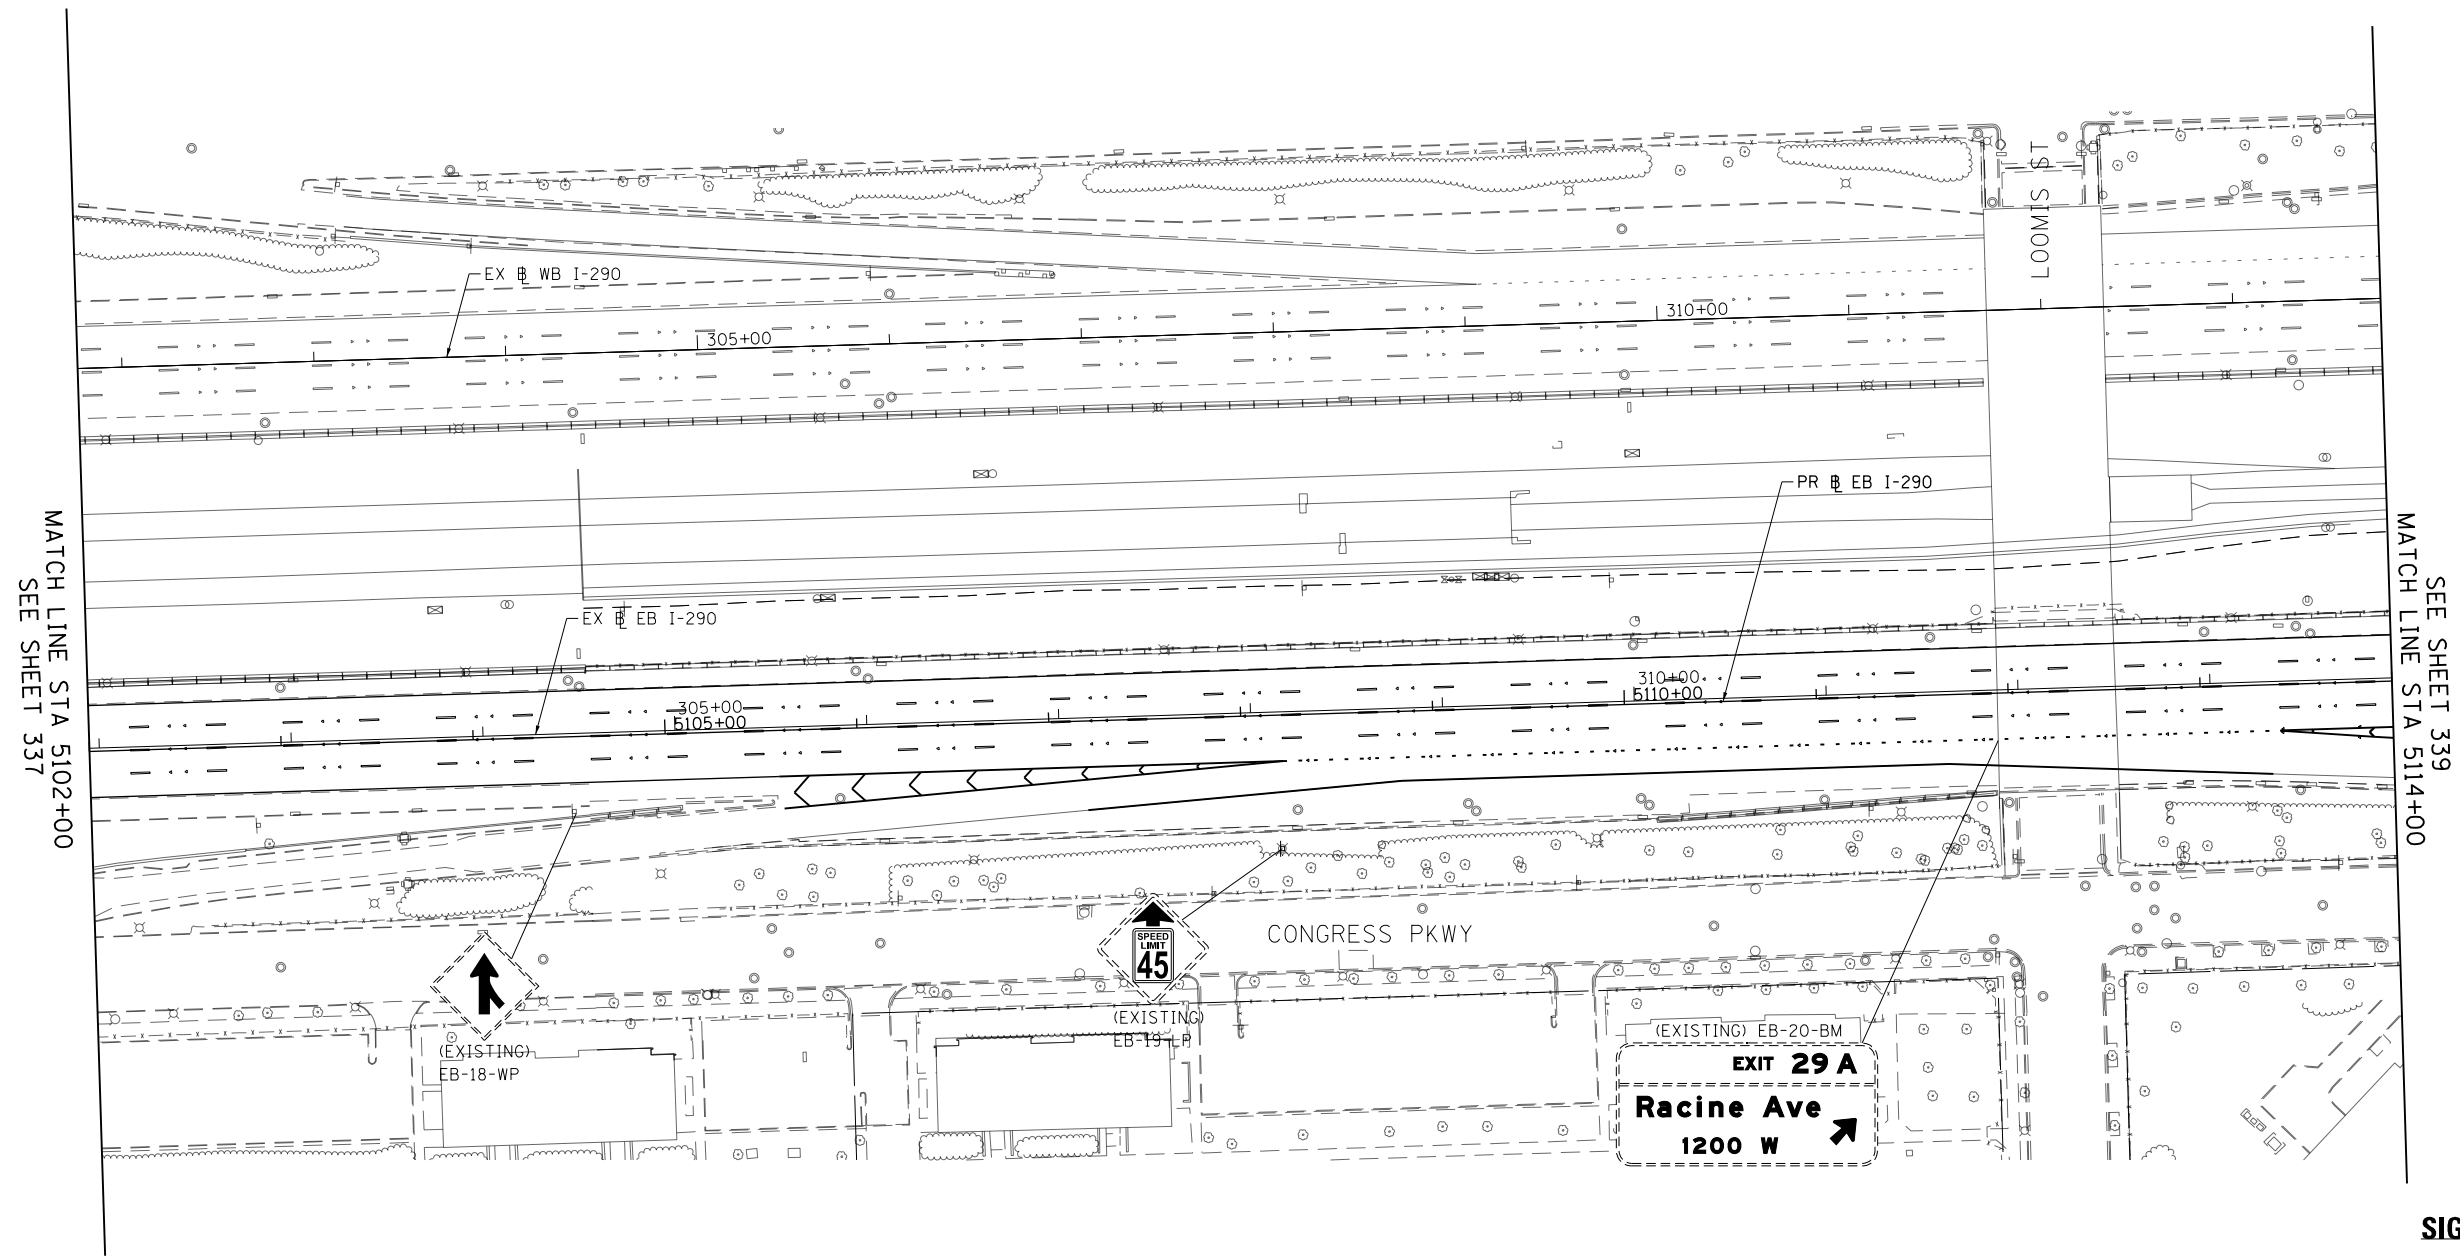 LOOMIS ST
EX B WB I-290
305+00
310+00
PR B EB I-290
EX B EB I-290
305+00
5105+00
310+00
5110+00
MATCH LINE STA 5102+00
SEE SHEET 337
SEE SHEET 339
MATCH LINE STA 5114+00
SPEED
LIMIT
45
CONGRESS PKWY
(EXISTING)
EB-18-WP
(EXISTING)
EB-19-LP
(EXISTING) EB-20-BM
EXIT 29 A
Racine Ave
1200 W
SIG